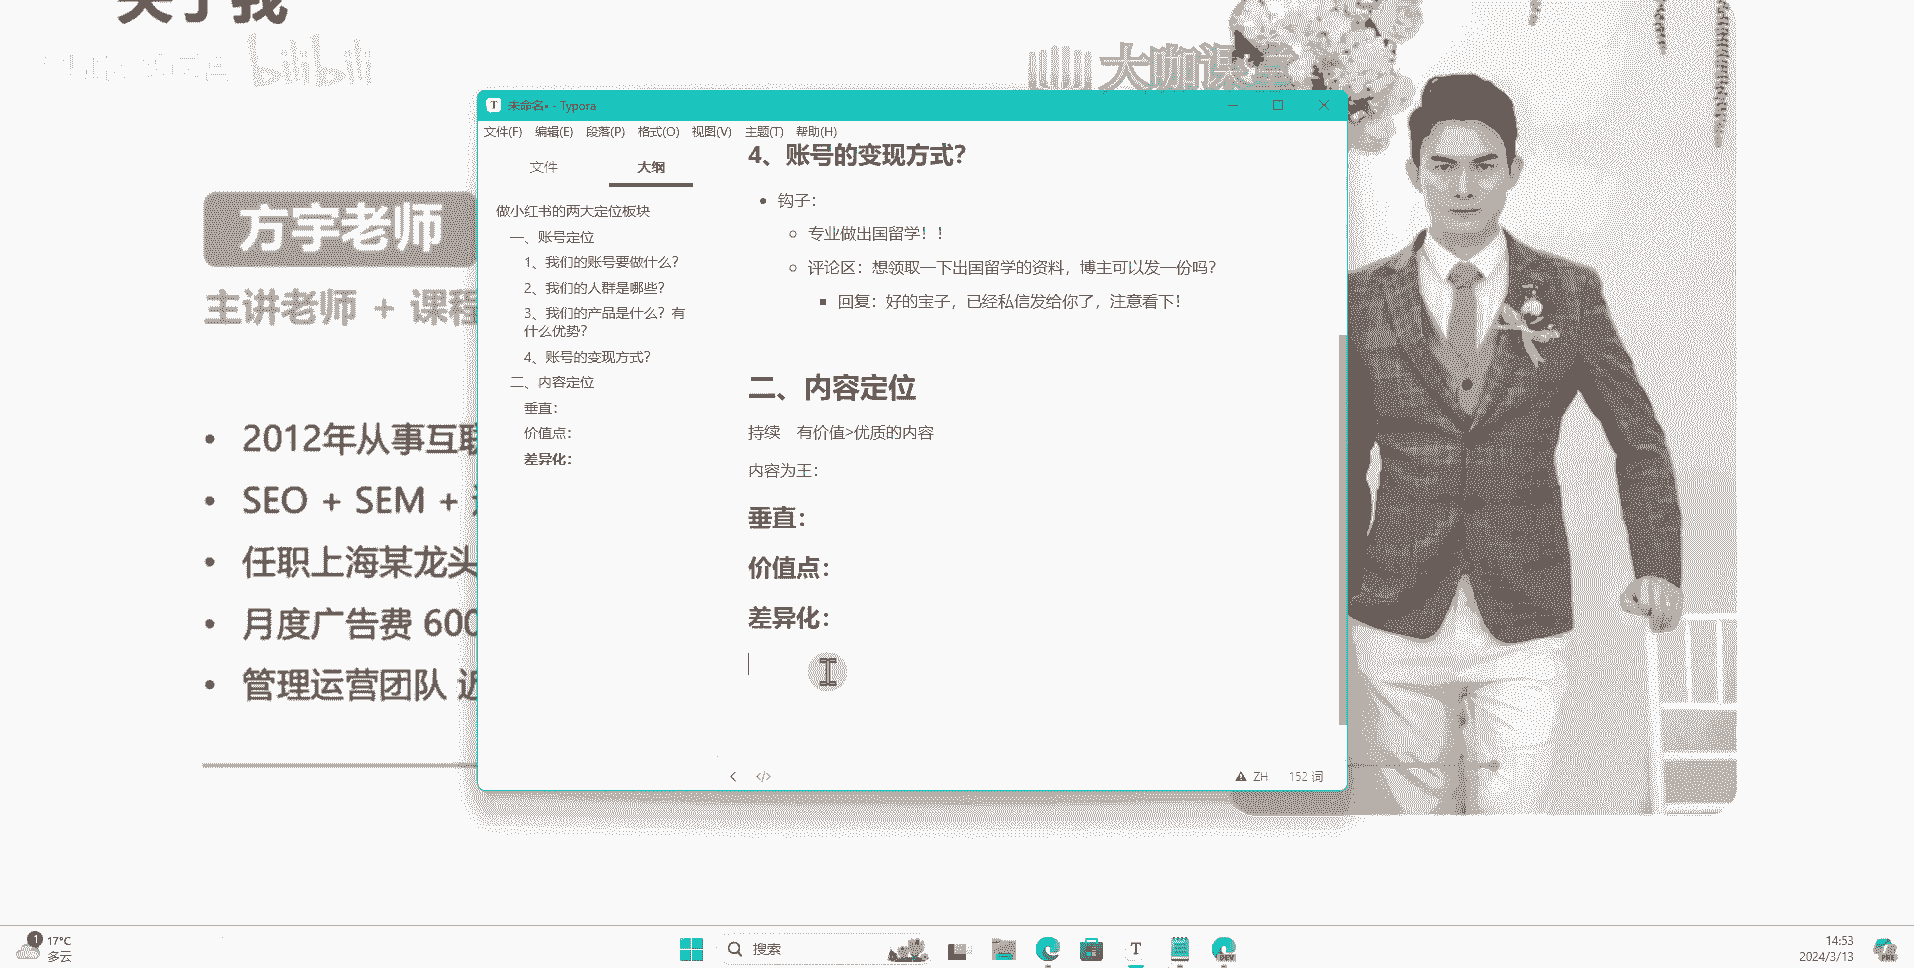 关于我
bilibili
大咖课堂
方宇老师
主讲老师 + 课程
2012年从事互联
SEO + SEM +
任职上海某龙头
月度广告费 600
管理运营团队 近
未命名• - Typora
文件(F) 编辑(E) 段落(P) 格式(O) 视图(V) 主题(T) 帮助(H)
文件 大纲
做小红书的两大定位板块
一、账号定位
1、我们的账号要做什么？
2、我们的人群是哪些？
3、我们的产品是什么？有
什么优势？
4、账号的变现方式？
二、内容定位
垂直：
价值点：
差异化：
4、账号的变现方式？
钩子：
专业做出国留学！！
评论区：想领取一下出国留学的资料，博主可以发一份吗？
回复：好的宝子，已经私信发给你了，注意看下！
二、内容定位
持续 有价值>优质的内容
内容为王：
垂直：
价值点：
差异化：
ZH 152 词
1
17°C
多云
搜索
T
DEV
14:53
2024/3/13
PRE